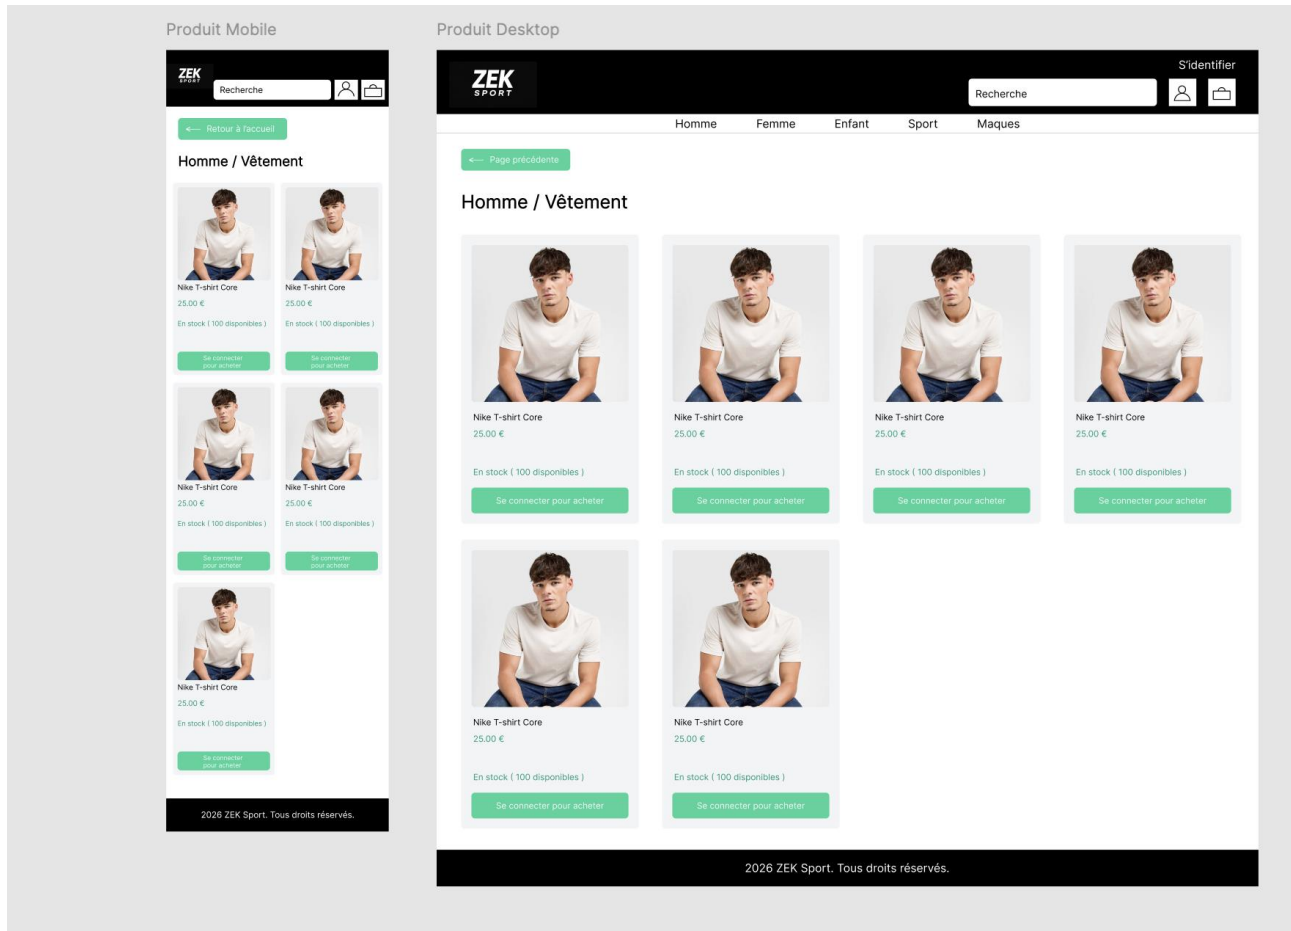 Produit Mobile
ZEK
SPORT
Recherche
<— Retour à l'accueil
Homme / Vêtement
Nike T-shirt Core
25.00 €
En stock ( 100 disponibles )
Se connecter
pour acheter
Nike T-shirt Core
25.00 €
En stock ( 100 disponibles )
Se connecter
pour acheter
Nike T-shirt Core
25.00 €
En stock ( 100 disponibles )
Se connecter
pour acheter
Nike T-shirt Core
25.00 €
En stock ( 100 disponibles )
Se connecter
pour acheter
Nike T-shirt Core
25.00 €
En stock ( 100 disponibles )
Se connecter
pour acheter
2026 ZEK Sport. Tous droits réservés.
Produit Desktop
ZEK
SPORT
S'identifier
Recherche
Homme Femme Enfant Sport Maques
<— Page précédente
Homme / Vêtement
Nike T-shirt Core
25.00 €
En stock ( 100 disponibles )
Se connecter pour acheter
Nike T-shirt Core
25.00 €
En stock ( 100 disponibles )
Se connecter pour acheter
Nike T-shirt Core
25.00 €
En stock ( 100 disponibles )
Se connecter pour acheter
Nike T-shirt Core
25.00 €
En stock ( 100 disponibles )
Se connecter pour acheter
Nike T-shirt Core
25.00 €
En stock ( 100 disponibles )
Se connecter pour acheter
Nike T-shirt Core
25.00 €
En stock ( 100 disponibles )
Se connecter pour acheter
2026 ZEK Sport. Tous droits réservés.